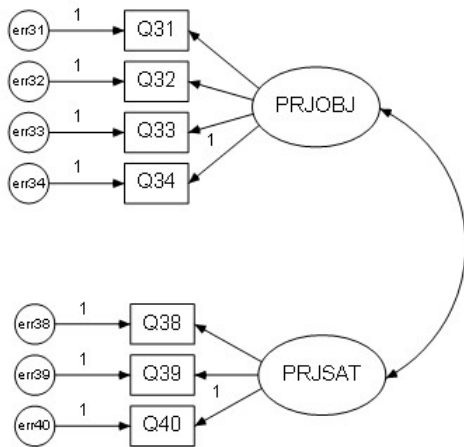 err31 1 Q31
err32 1 Q32
PRJOBJ
err33 1 Q33
1
err34 1 Q34
err38 1 Q38
err39 1 Q39
PRJSAT
1
err40 1 Q40